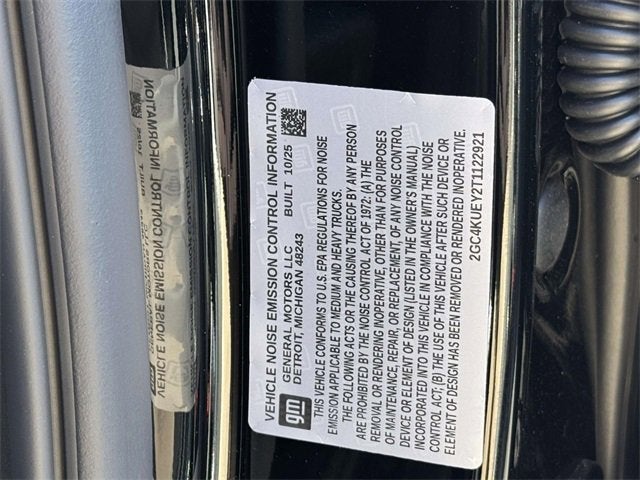 VEHICLE NOISE EMISSION CONTROL INFORMATION
gm
GENERAL MOTORS LLC BUILT 10/25
DETROIT, MICHIGAN 48243
THIS VEHICLE CONFORMS TO U.S. EPA REGULATIONS FOR NOISE
EMISSION APPLICABLE TO MEDIUM AND HEAVY TRUCKS.
THE FOLLOWING ACTS OR THE CAUSING THEREOF BY ANY PERSON
ARE PROHIBITED BY THE NOISE CONTROL ACT OF 1972: (A) THE
REMOVAL OR RENDERING INOPERATIVE, OTHER THAN FOR PURPOSES
OF MAINTENANCE, REPAIR, OR REPLACEMENT, OF ANY NOISE CONTROL
DEVICE OR ELEMENT OF DESIGN (LISTED IN THE OWNER'S MANUAL)
INCORPORATED INTO THIS VEHICLE IN COMPLIANCE WITH THE NOISE
CONTROL ACT; (B) THE USE OF THIS VEHICLE AFTER SUCH DEVICE OR
ELEMENT OF DESIGN HAS BEEN REMOVED OR RENDERED INOPERATIVE.
2GC4KUEY2T1122921
VEHICLE NOISE EMISSION CONTROL INFORMATION